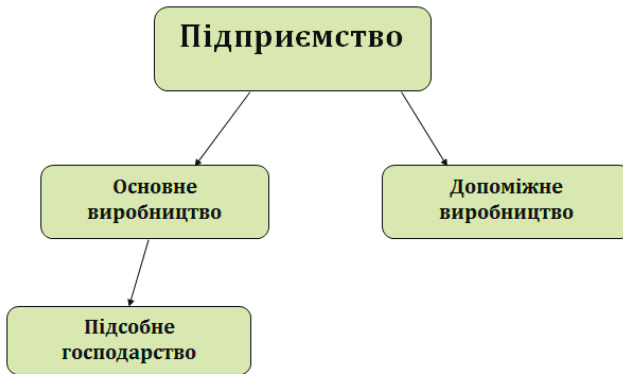 Підприємство
Основне
виробництво
Допоміжне
виробництво
Підсобне
господарство